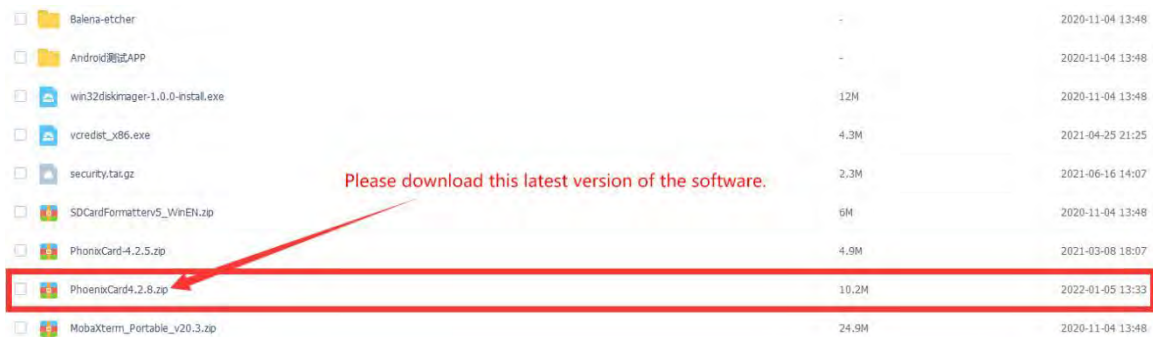 Balena-etcher - 2020-11-04 13:48
Android测试APP - 2020-11-04 13:48
win32diskimager-1.0.0-install.exe 12M 2020-11-04 13:48
vcredist_x86.exe 4.3M 2021-04-25 21:25
security.tar.gz 2.3M 2021-06-16 14:07
Please download this latest version of the software.
SDCardFormatterv5_WinEN.zip 6M 2020-11-04 13:48
PhonixCard-4.2.5.zip 4.9M 2021-03-08 18:07
PhoenixCard4.2.8.zip 10.2M 2022-01-05 13:33
MobaXterm_Portable_v20.3.zip 24.9M 2020-11-04 13:48